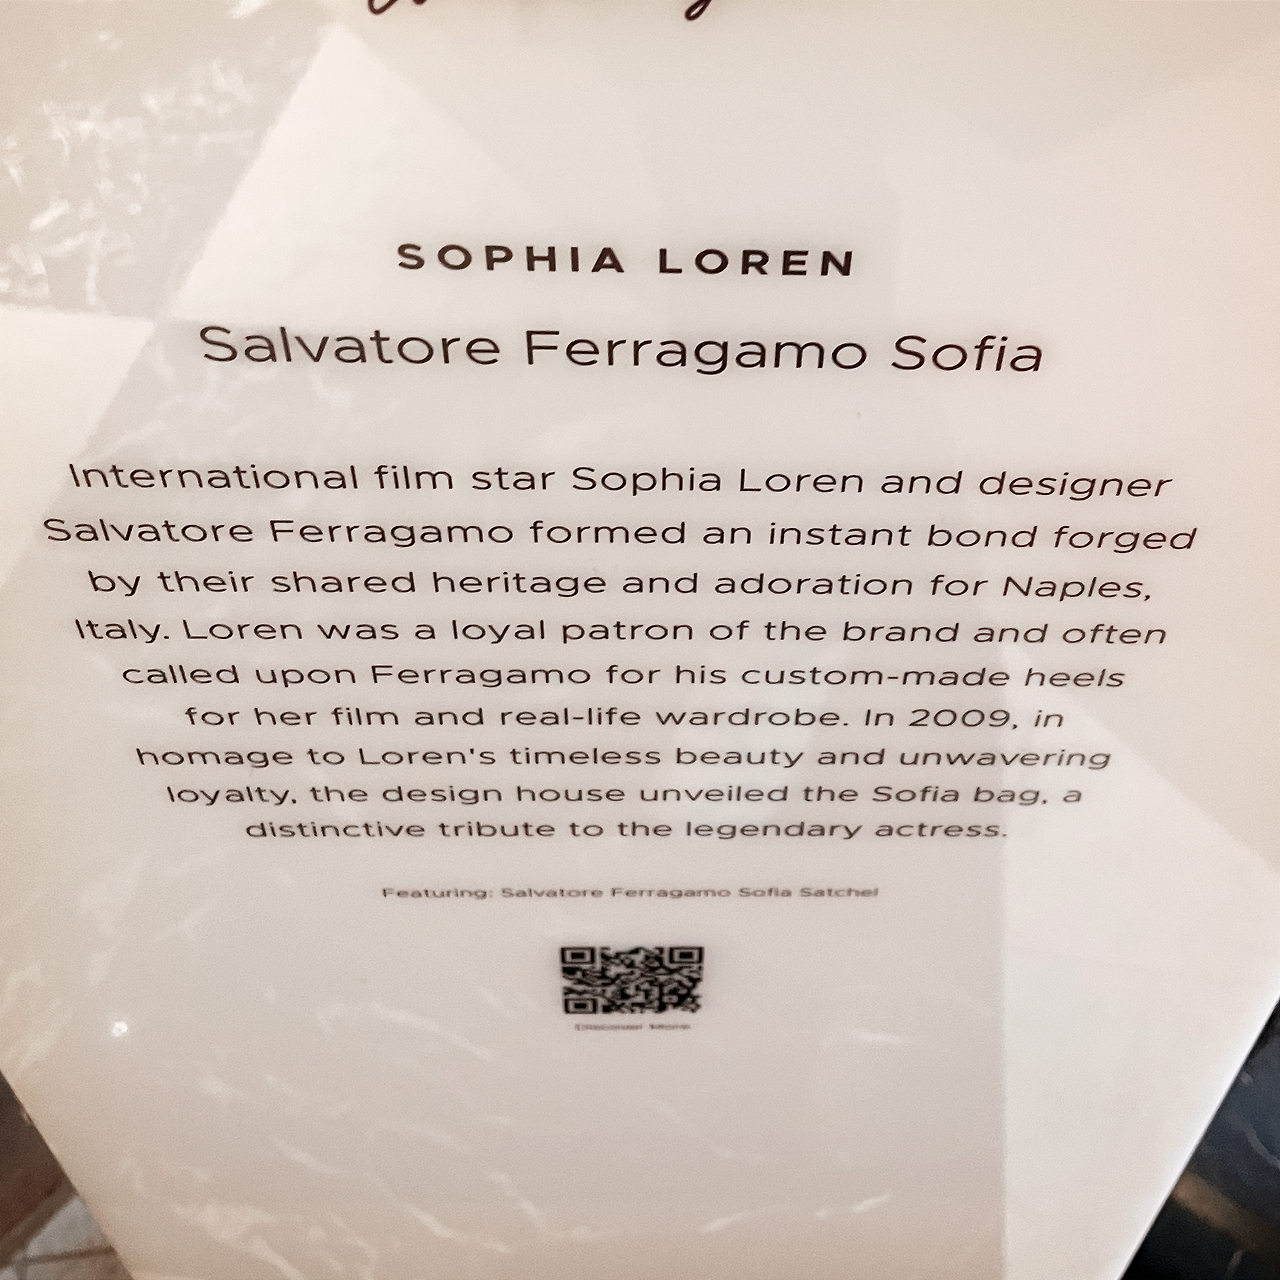 SOPHIA LOREN
Salvatore Ferragamo Sofia
International film star Sophia Loren and designer
Salvatore Ferragamo formed an instant bond forged
by their shared heritage and adoration for Naples,
Italy. Loren was a loyal patron of the brand and often
called upon Ferragamo for his custom-made heels
for her film and real-life wardrobe. In 2009, in
homage to Loren's timeless beauty and unwavering
loyalty, the design house unveiled the Sofia bag, a
distinctive tribute to the legendary actress.
Featuring: Salvatore Ferragamo Sofia Satchel
Discover More